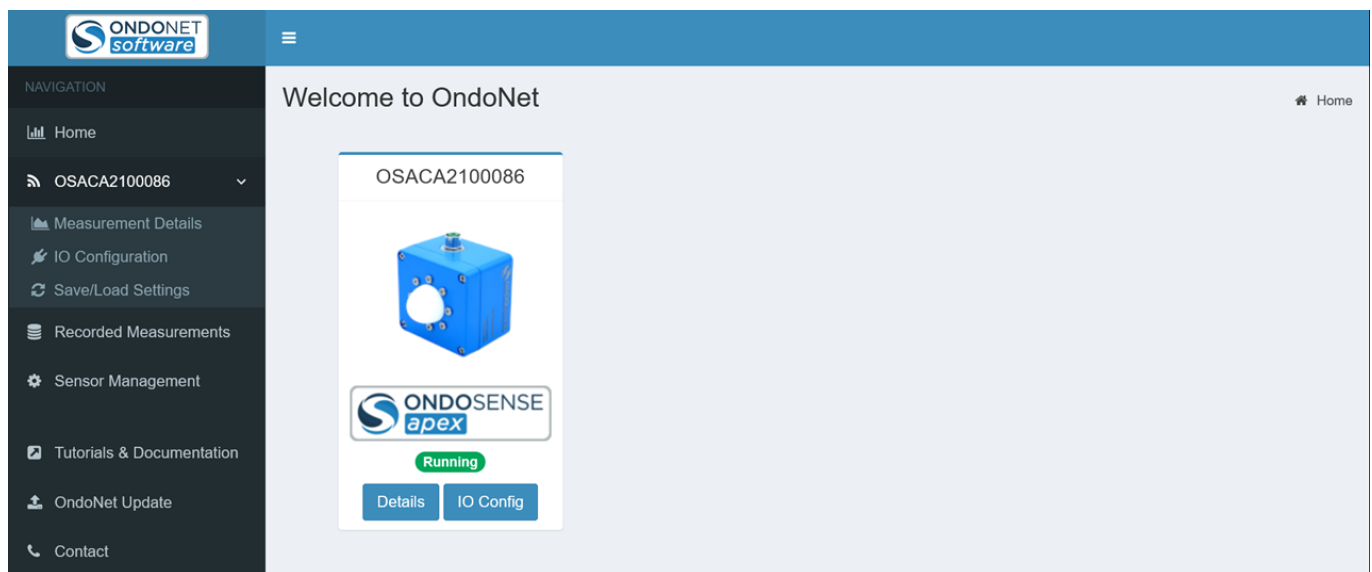 ONDONET
software
NAVIGATION
Home
OSACA2100086
Measurement Details
IO Configuration
Save/Load Settings
Recorded Measurements
Sensor Management
Tutorials & Documentation
OndoNet Update
Contact
Welcome to OndoNet
Home
OSACA2100086
ONDOSENSE
apex
Running
Details IO Config